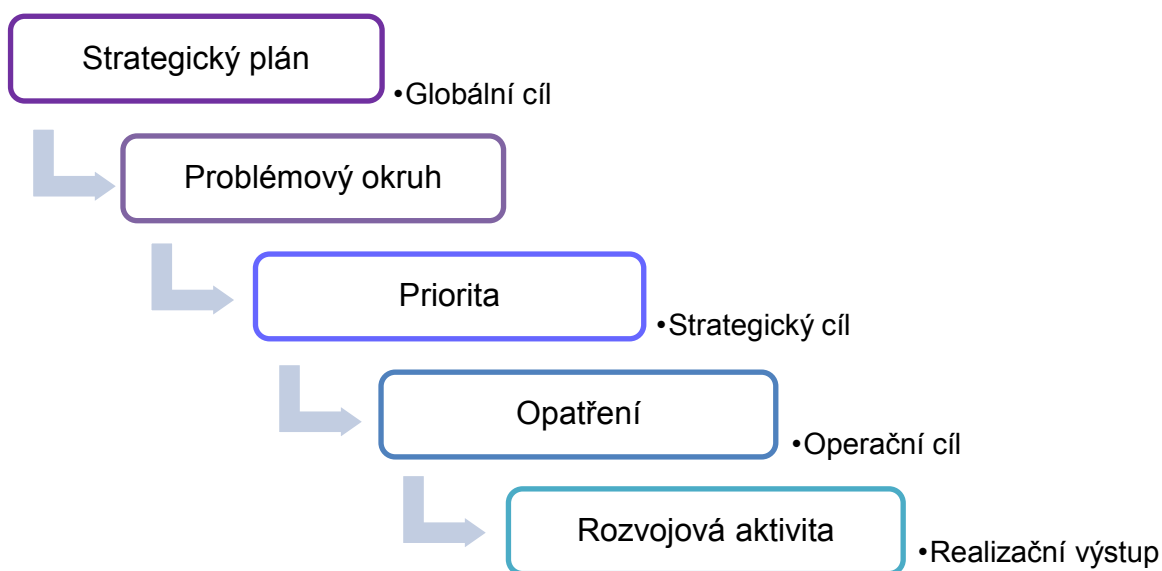 Strategický plán
•Globální cíl
Problémový okruh
Priorita
•Strategický cíl
Opatření
•Operační cíl
Rozvojová aktivita
•Realizační výstup